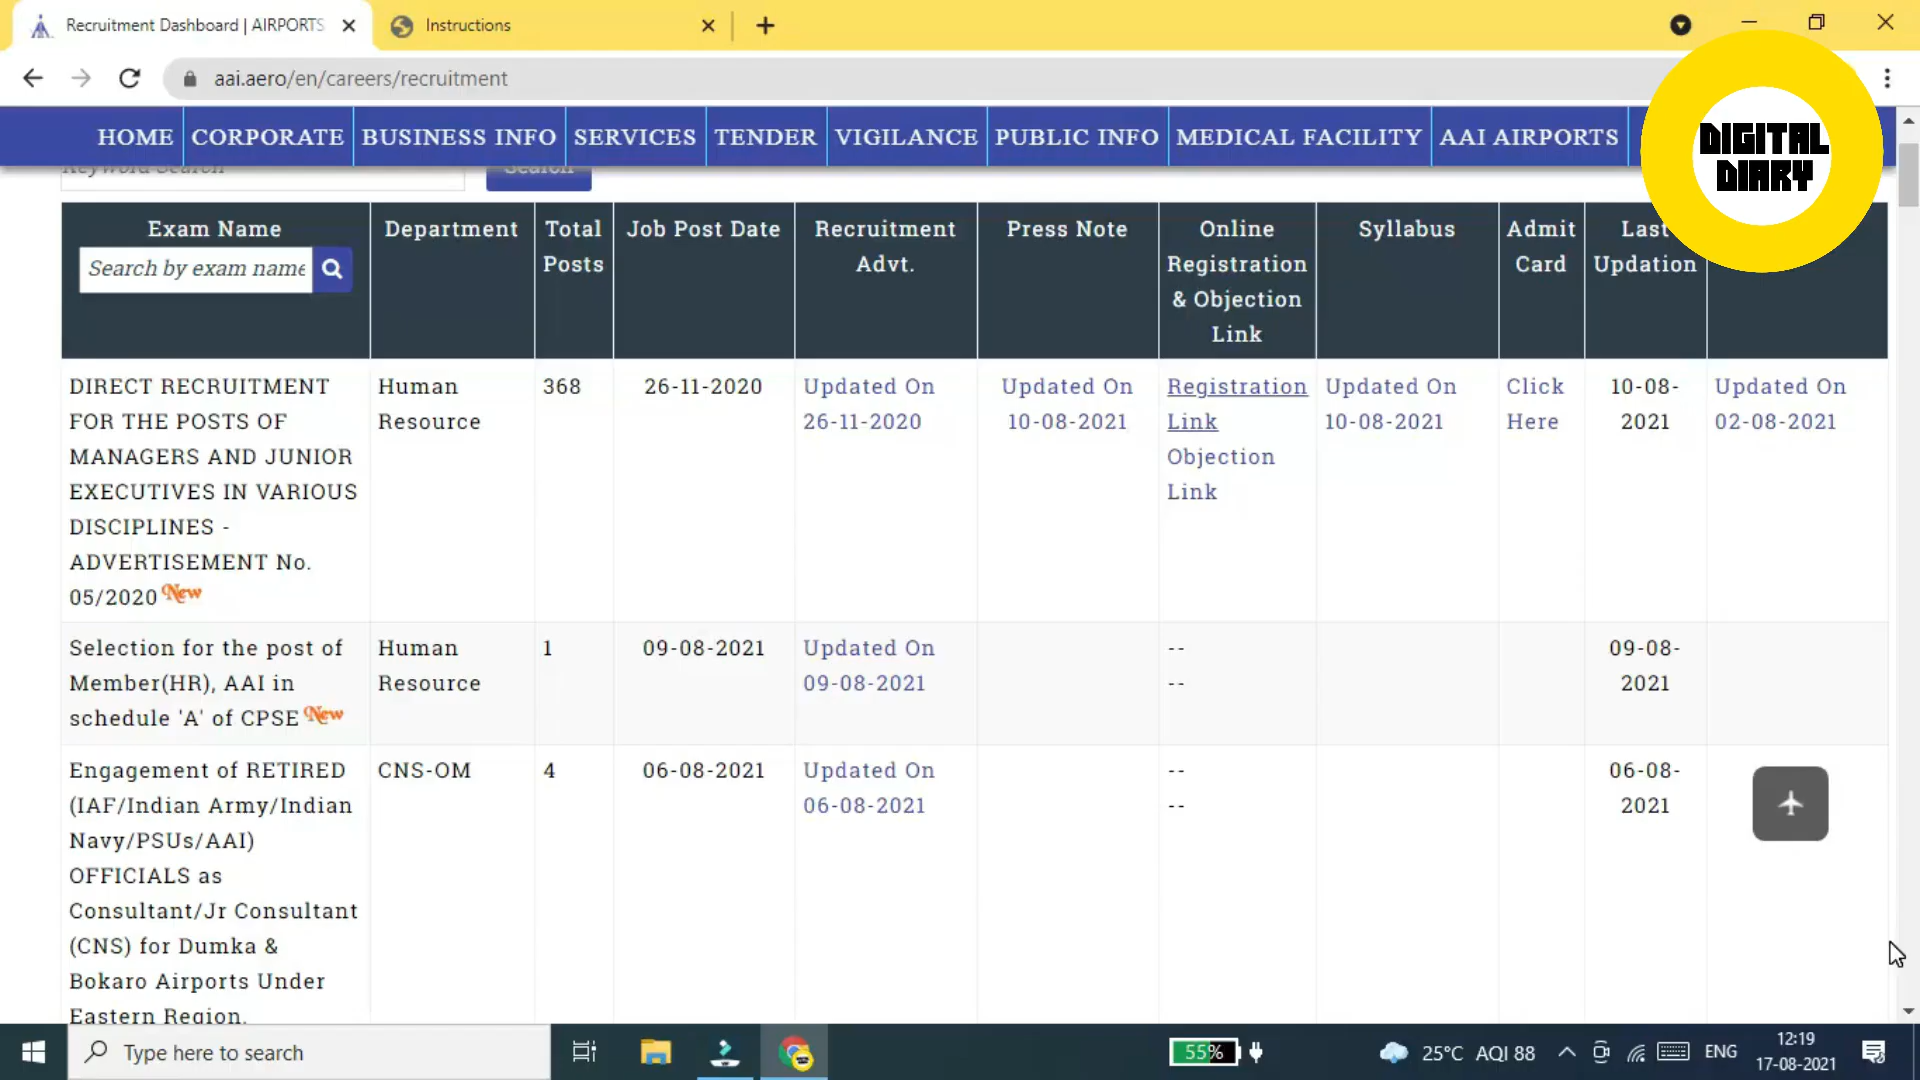 Recruitment Dashboard | AIRPORTS
Instructions
aai.aero/en/careers/recruitment
HOME CORPORATE BUSINESS INFO SERVICES TENDER VIGILANCE PUBLIC INFO MEDICAL FACILITY AAI AIRPORTS
DIGITAL
DIARY
Keyword Search
Search
Exam Name
Search by exam name
Department
Total
Posts
Job Post Date
Recruitment
Advt.
Press Note
Online
Registration
& Objection
Link
Syllabus
Admit
Card
Last
Updation
DIRECT RECRUITMENT
FOR THE POSTS OF
MANAGERS AND JUNIOR
EXECUTIVES IN VARIOUS
DISCIPLINES -
ADVERTISEMENT No.
05/2020 New
Human
Resource
368
26-11-2020
Updated On
26-11-2020
Updated On
10-08-2021
Registration
Link
Objection
Link
Updated On
10-08-2021
Click
Here
10-08-
2021
Updated On
02-08-2021
Selection for the post of
Member(HR), AAI in
schedule 'A' of CPSE New
Human
Resource
1
09-08-2021
Updated On
09-08-2021
--
--
09-08-
2021
Engagement of RETIRED
(IAF/Indian Army/Indian
Navy/PSUs/AAI)
OFFICIALS as
Consultant/Jr Consultant
(CNS) for Dumka &
Bokaro Airports Under
Eastern Region.
CNS-OM
4
06-08-2021
Updated On
06-08-2021
--
--
06-08-
2021
Type here to search
55%
25°C AQI 88
ENG
12:19
17-08-2021